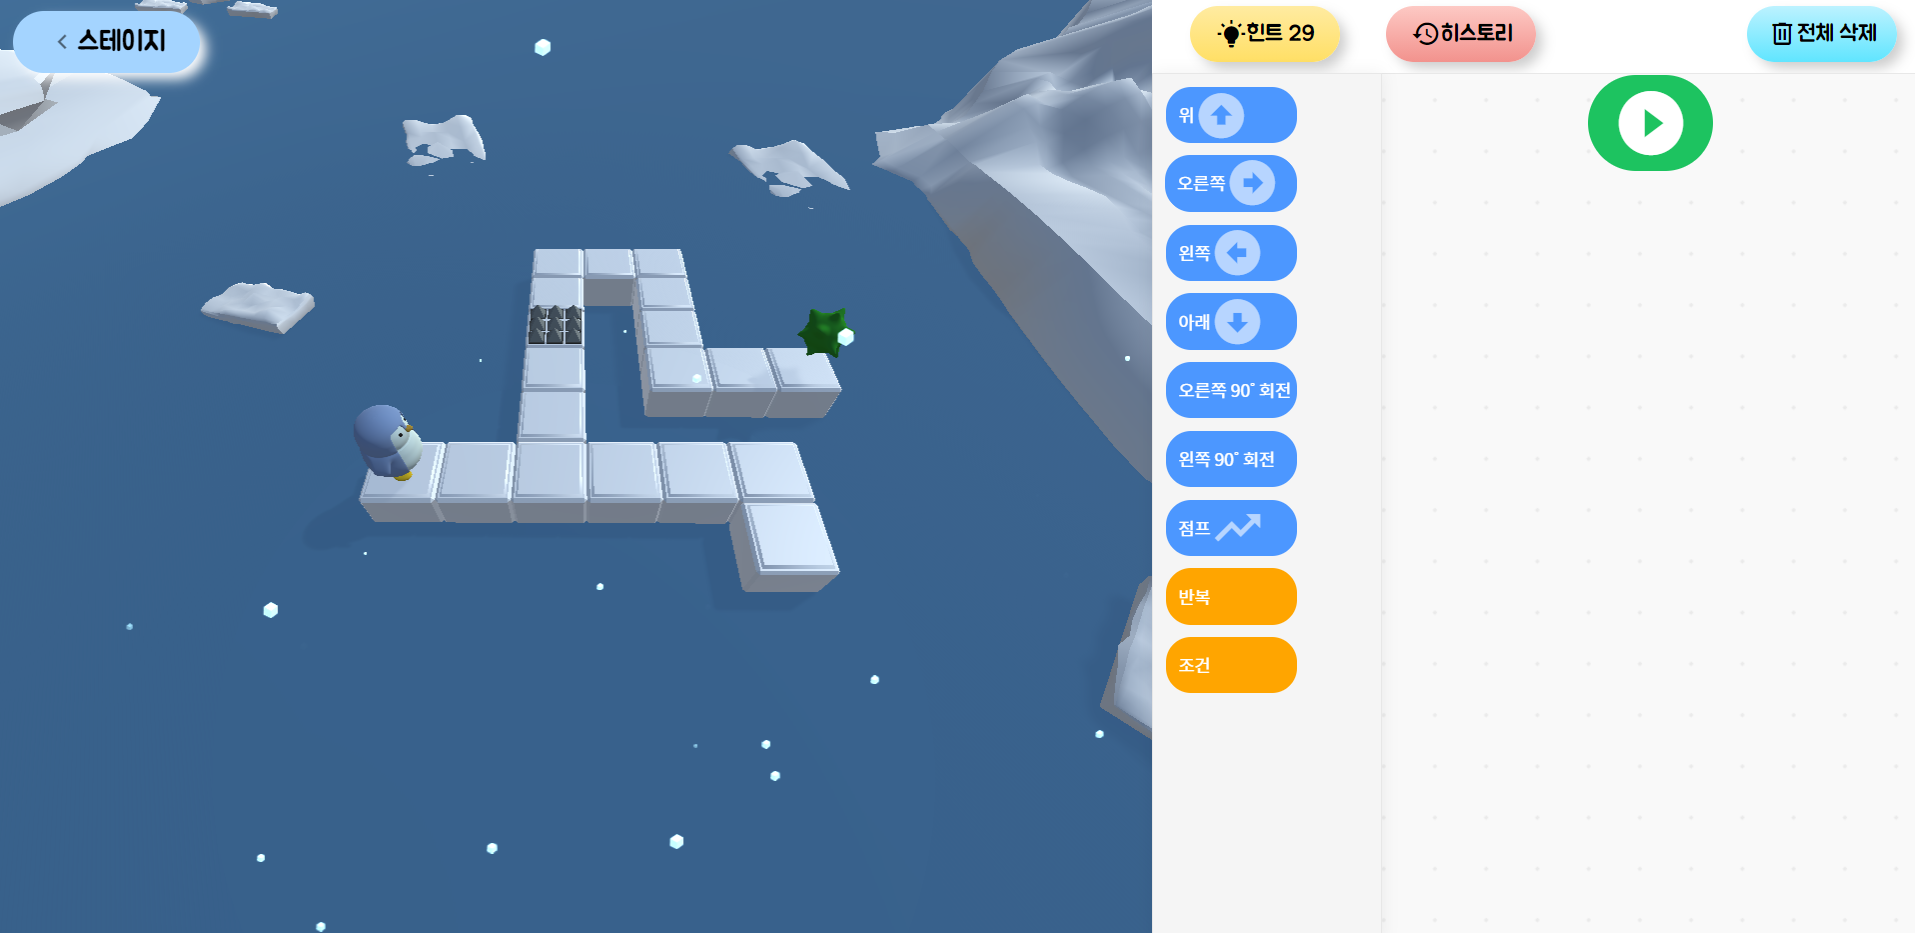 스테이지
힌트 29
히스토리
전체 삭제
위
오른쪽
왼쪽
아래
오른쪽 90° 회전
왼쪽 90° 회전
점프
반복
조건